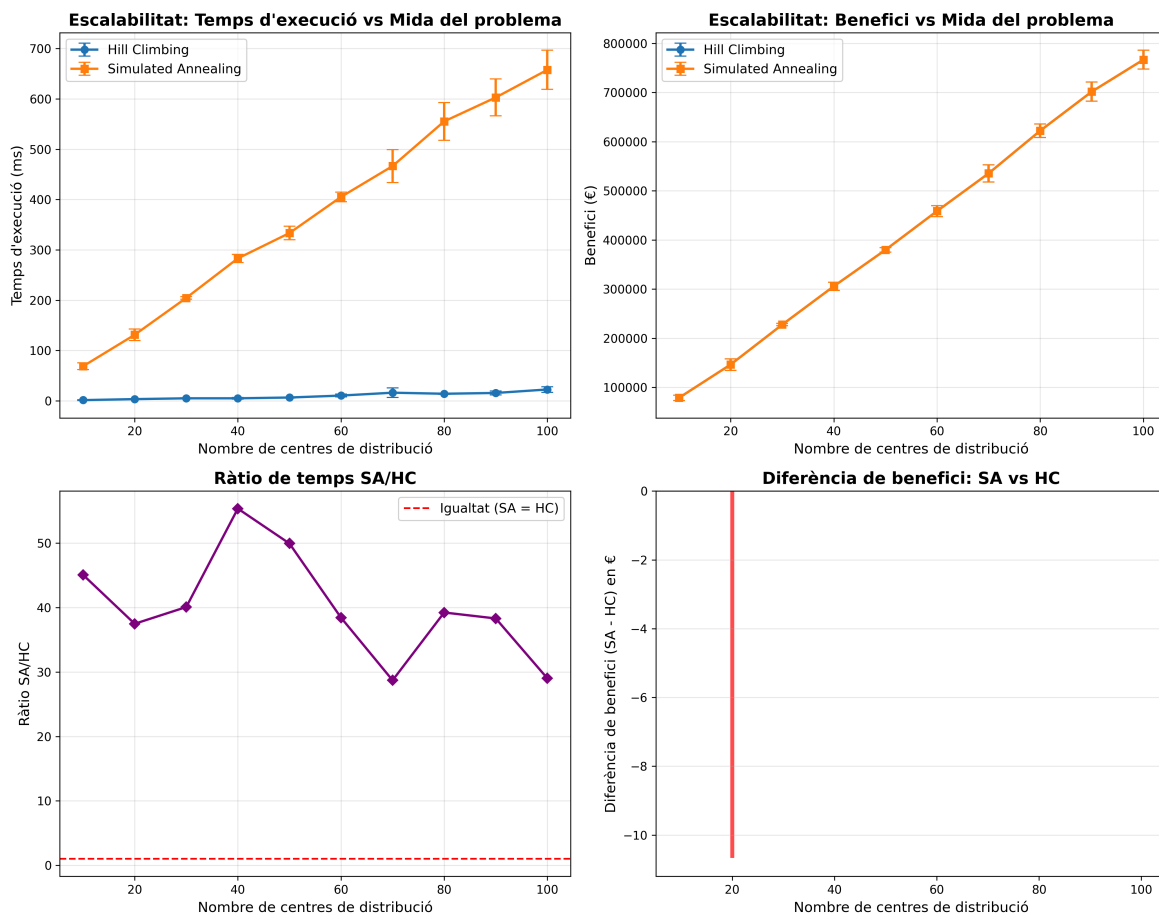 Escalabilitat: Temps d'execució vs Mida del problema
Hill Climbing
Simulated Annealing
700
600
500
400
300
200
100
0
Temps d'execució (ms)
20
40
60
80
100
Nombre de centres de distribució
Escalabilitat: Benefici vs Mida del problema
Hill Climbing
Simulated Annealing
800000
700000
600000
500000
400000
300000
200000
100000
Benefici (€)
20
40
60
80
100
Nombre de centres de distribució
Ràtio de temps SA/HC
Igualtat (SA = HC)
50
40
30
20
10
0
Ràtio SA/HC
20
40
60
80
100
Nombre de centres de distribució
Diferència de benefici: SA vs HC
0
−2
−4
−6
−8
−10
Diferència de benefici (SA - HC) en €
20
40
60
80
100
Nombre de centres de distribució